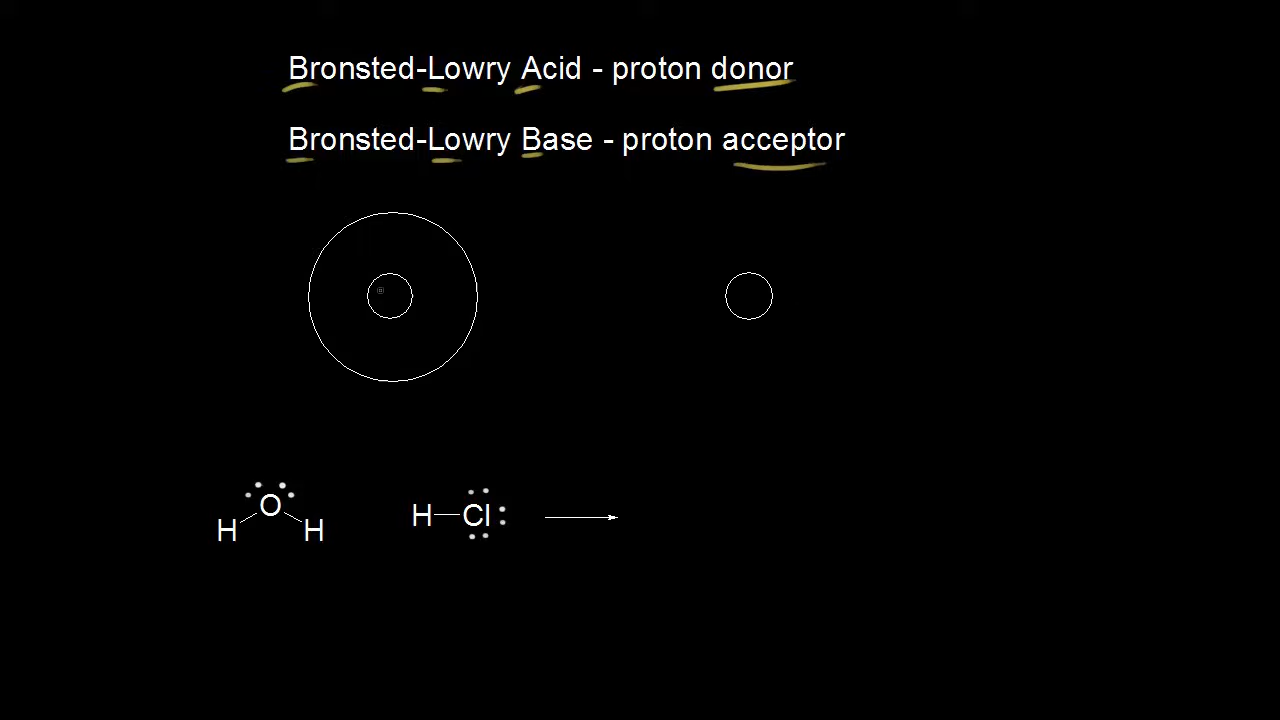 Bronsted-Lowry Acid - proton donor
Bronsted-Lowry Base - proton acceptor
H O H H Cl